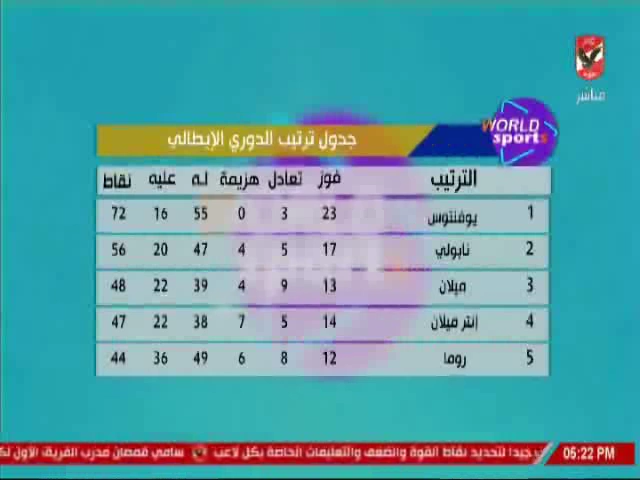 مباشر
WORLD
sports
جدول ترتيب الدوري الإيطالي
الترتيب فوز تعادل هزيمة له عليه نقاط
1 يوفنتوس 23 3 0 55 16 72
2 نابولي 17 5 4 47 20 56
3 ميلان 13 9 4 39 22 48
4 انتر ميلان 14 5 7 38 22 47
5 روما 12 8 6 49 36 44
جيدا لتحديد نقاط القوة والضعف والتعليمات الخاصة بكل لاعب سامي قمصان مدرب الفريق الأول
05:22 PM